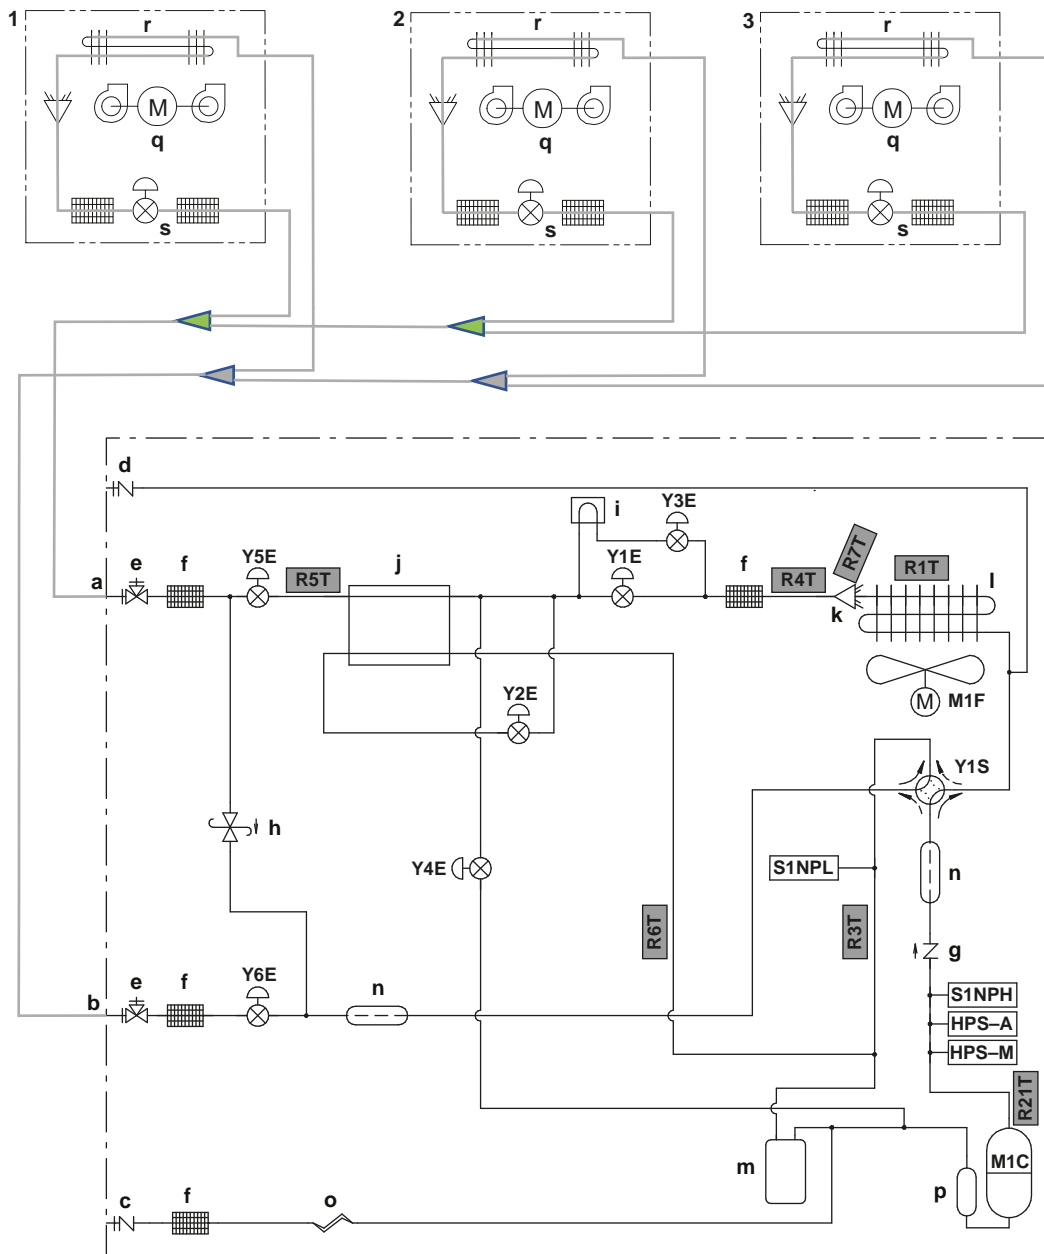 1
r
M
q
s
2
r
M
q
s
3
r
M
q
s
d
e
f
Y5E
R5T
j
i
Y3E
Y1E
f
R4T
R7T
R1T
l
a
k
Y2E
M
M1F
Y1S
h
Y4E
S1NPL
n
R6T
R3T
g
e
f
Y6E
n
b
S1NPH
HPS–A
HPS–M
R21T
c
f
o
m
p
M1C